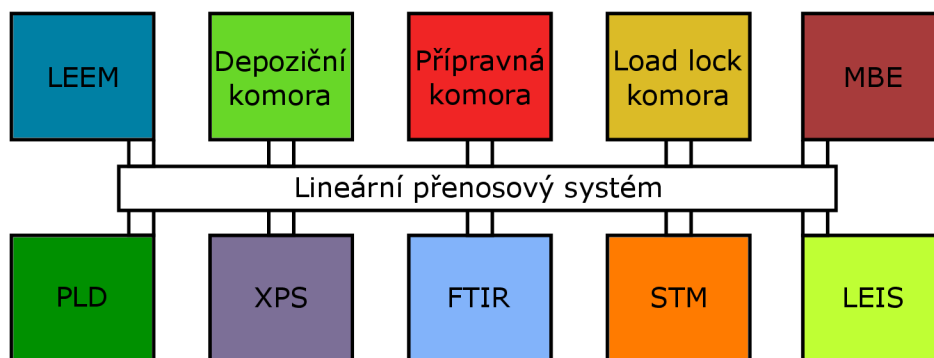 LEEM
Depoziční
komora
Přípravná
komora
Load lock
komora
MBE
Lineární přenosový systém
PLD
XPS
FTIR
STM
LEIS